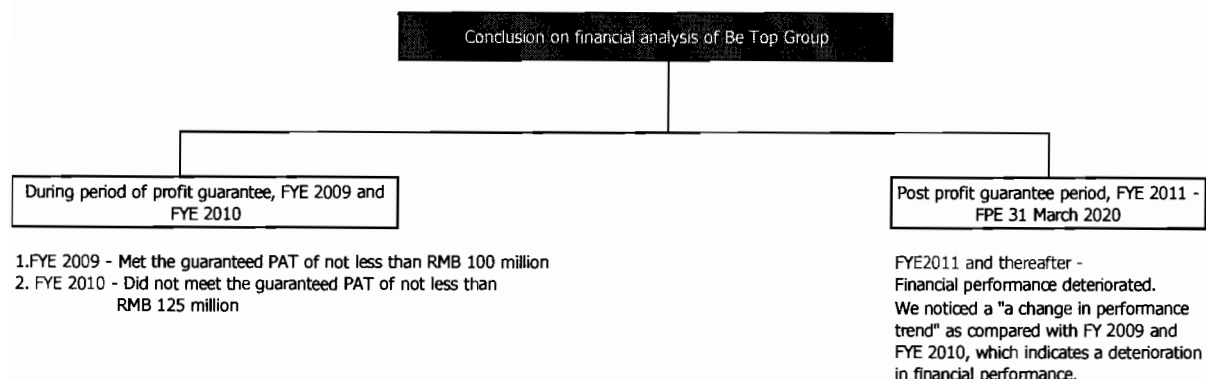 Conclusion on financial analysis of Be Top Group
During period of profit guarantee, FYE 2009 and
FYE 2010
Post profit guarantee period, FYE 2011 -
FPE 31 March 2020
1.FYE 2009 - Met the guaranteed PAT of not less than RMB 100 million
2. FYE 2010 - Did not meet the guaranteed PAT of not less than
RMB 125 million
FYE2011 and thereafter -
Financial performance deteriorated.
We noticed a "a change in performance
trend" as compared with FY 2009 and
FYE 2010, which indicates a deterioration
in financial performance.